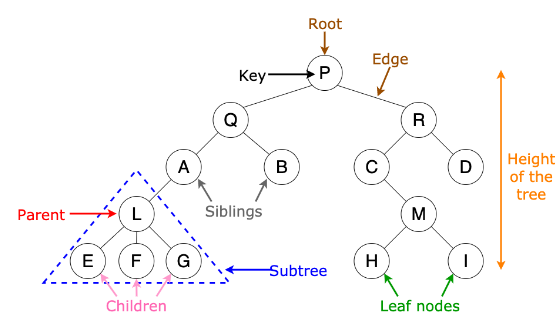 Root
Edge
Key
P
Q
R
A
B
C
D
Height
of the
tree
Siblings
Parent
L
M
E
F
G
H
I
Subtree
Children
Leaf nodes